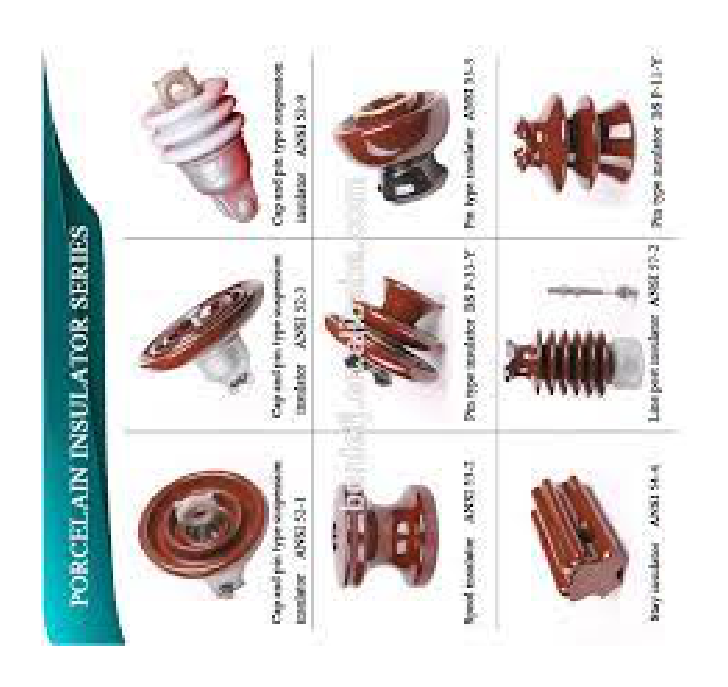 PORCELAIN INSULATOR SERIES
Cap and pin type suspension
insulator ANSI 52-1
Cap and pin type suspension
insulator ANSI 52-3
Cap and pin type suspension
insulator ANSI 52-9
Spool insulator ANSI 53-2
Pin type insulator BS P-33-Y
Pin type insulator ANSI
Stay insulator ANSI 54-4
Line post insulator ANSI 57-2
Pin type insulator BS P-11-Y